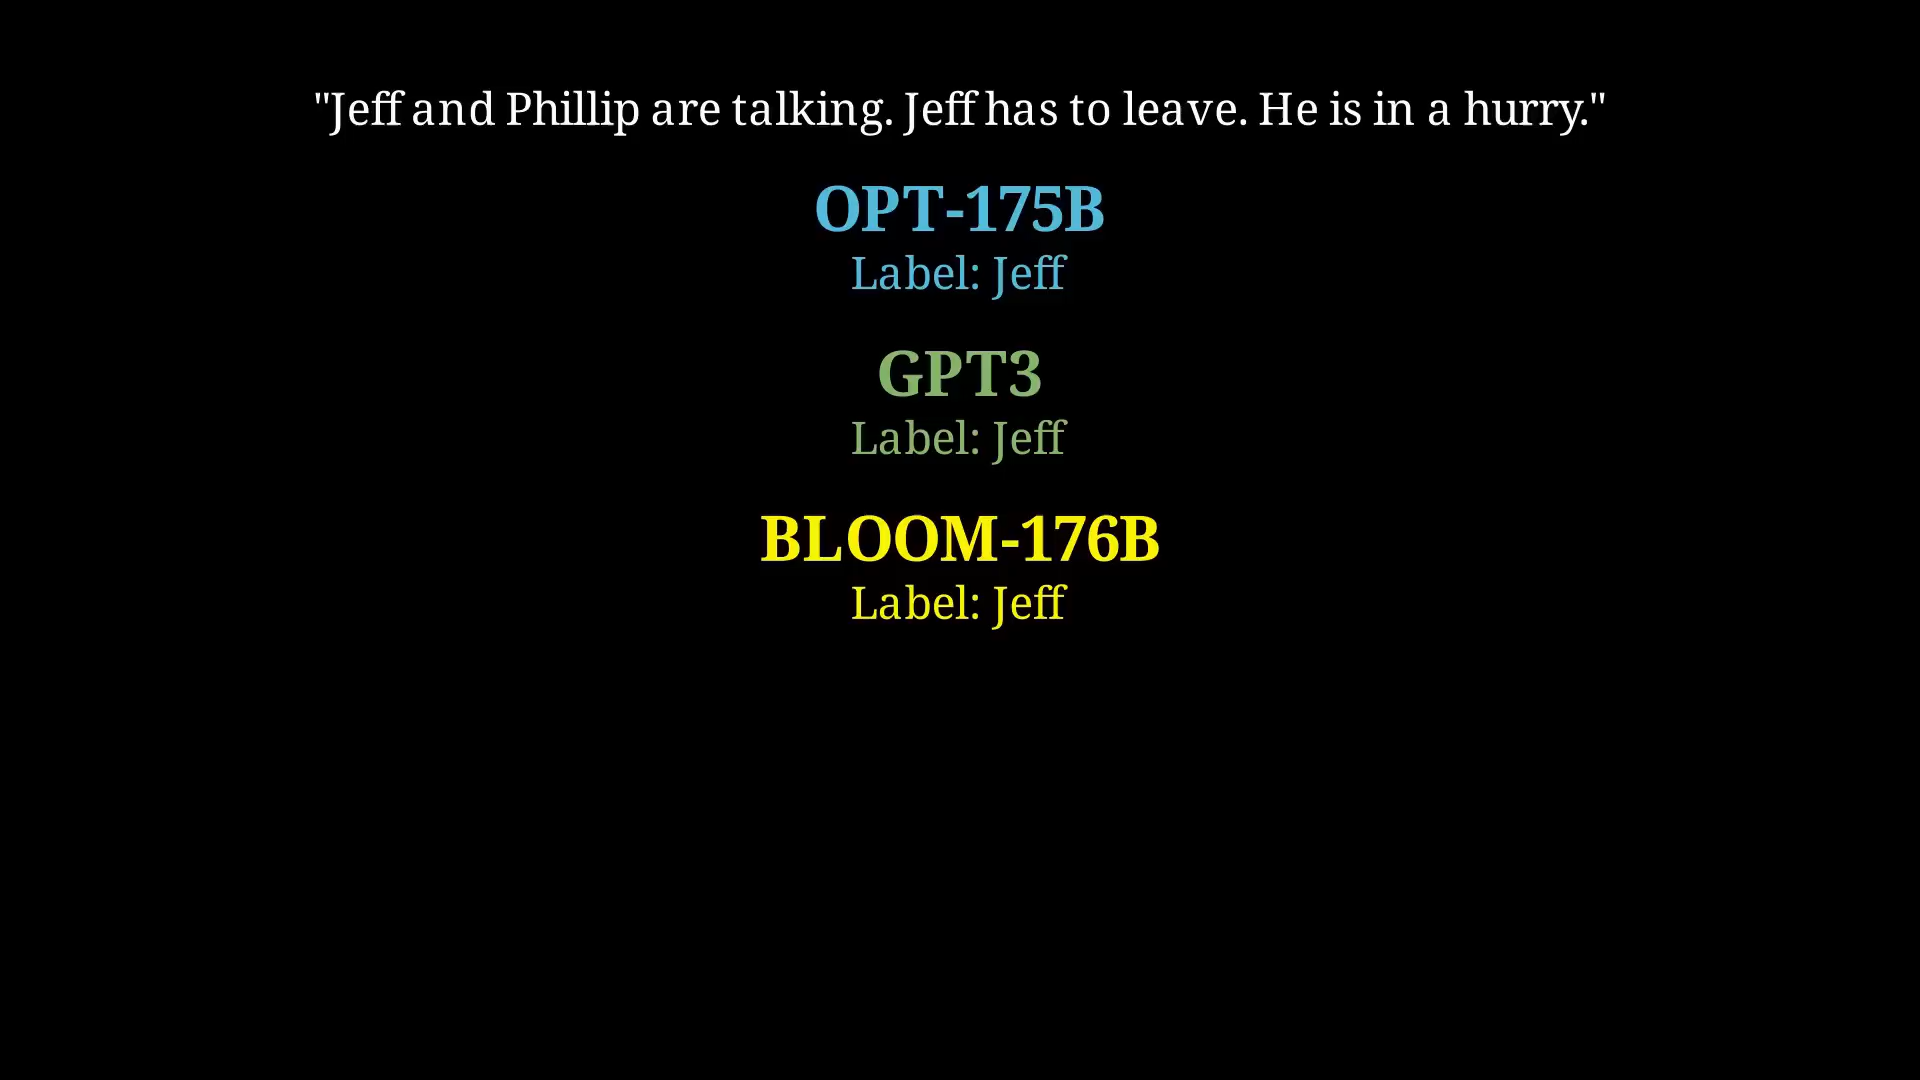 "Jeff and Phillip are talking. Jeff has to leave. He is in a hurry."
OPT-175B
Label: Jeff
GPT3
Label: Jeff
BLOOM-176B
Label: Jeff